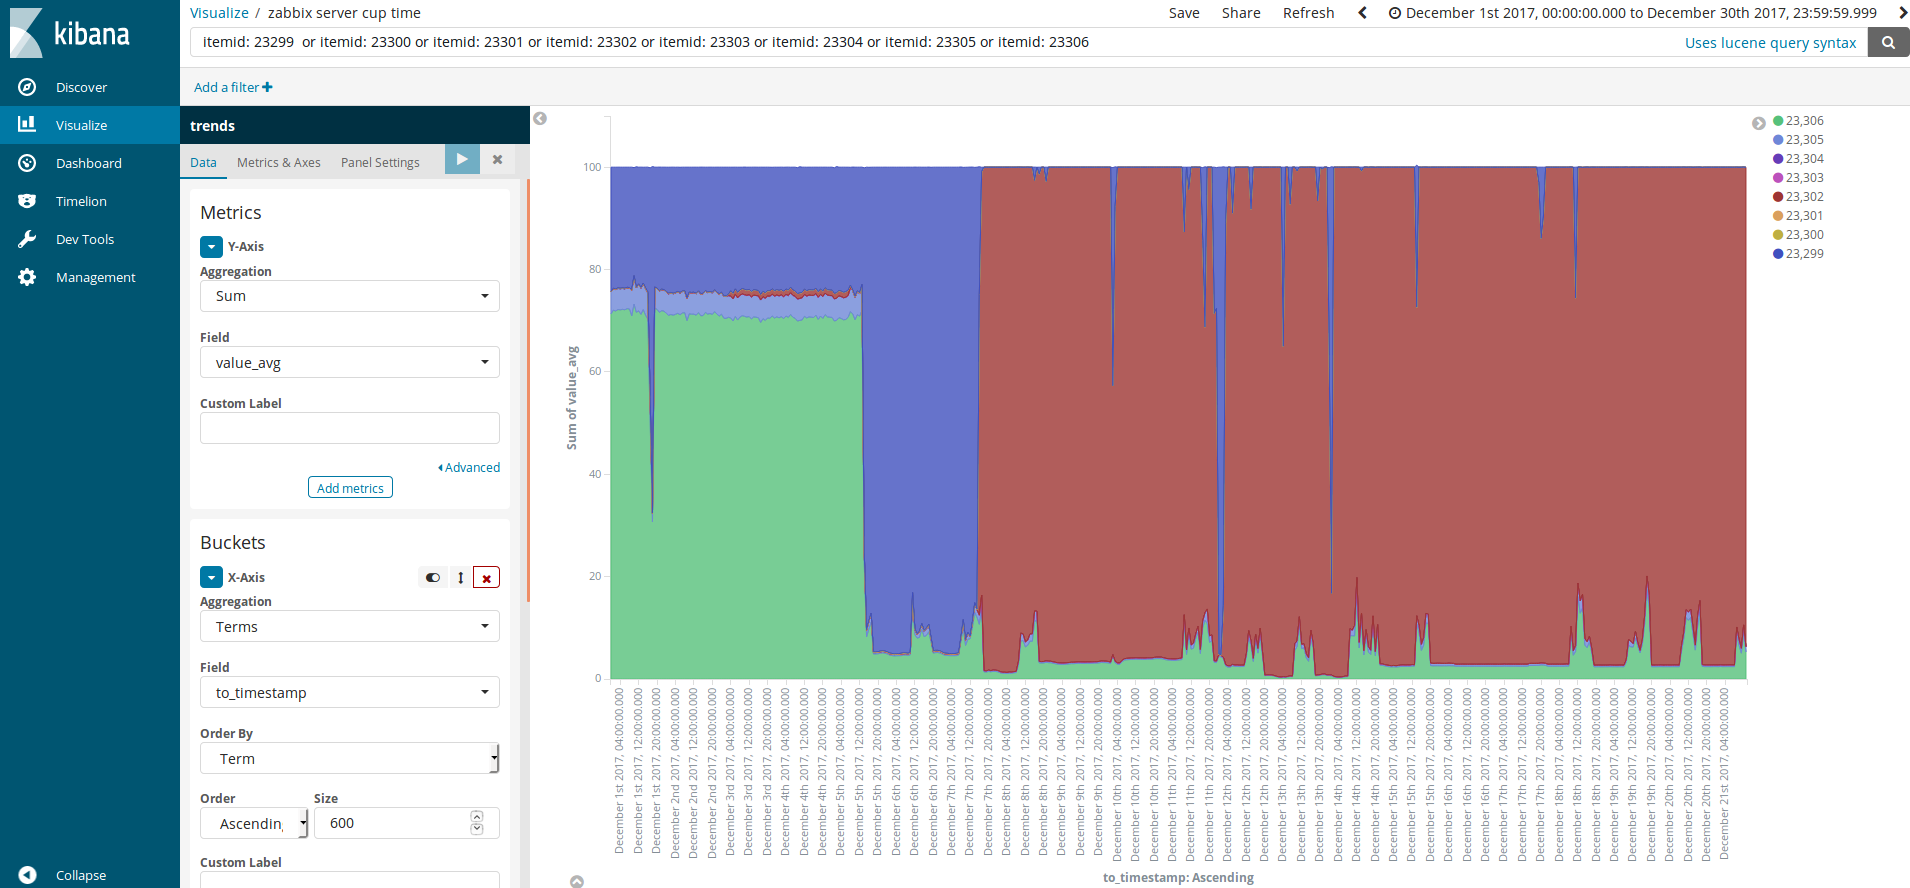 kibana
Discover
Visualize
Dashboard
Timelion
Dev Tools
Management
Collapse
Visualize / zabbix server cup time
Save Share Refresh December 1st 2017, 00:00:00.000 to December 30th 2017, 23:59:59.999
itemid: 23299 or itemid: 23300 or itemid: 23301 or itemid: 23302 or itemid: 23303 or itemid: 23304 or itemid: 23305 or itemid: 23306
Uses lucene query syntax
Add a filter
trends
Data Metrics & Axes Panel Settings
Metrics
Y-Axis
Aggregation
Sum
Field
value_avg
Custom Label
Advanced
Add metrics
Buckets
X-Axis
Aggregation
Terms
Field
to_timestamp
Order By
Term
Order Size
Ascendin 600
Custom Label
Sum of value_avg
100
80
60
40
20
0
December 1st 2017, 04:00:00.000
December 1st 2017, 12:00:00.000
December 1st 2017, 20:00:00.000
December 2nd 2017, 04:00:00.000
December 2nd 2017, 12:00:00.000
December 2nd 2017, 20:00:00.000
December 3rd 2017, 04:00:00.000
December 3rd 2017, 12:00:00.000
December 3rd 2017, 20:00:00.000
December 4th 2017, 04:00:00.000
December 4th 2017, 12:00:00.000
December 4th 2017, 20:00:00.000
December 5th 2017, 04:00:00.000
December 5th 2017, 12:00:00.000
December 5th 2017, 20:00:00.000
December 6th 2017, 04:00:00.000
December 6th 2017, 12:00:00.000
December 6th 2017, 20:00:00.000
December 7th 2017, 04:00:00.000
December 7th 2017, 12:00:00.000
December 7th 2017, 20:00:00.000
December 8th 2017, 04:00:00.000
December 8th 2017, 12:00:00.000
December 8th 2017, 20:00:00.000
December 9th 2017, 04:00:00.000
December 9th 2017, 12:00:00.000
December 9th 2017, 20:00:00.000
December 10th 2017, 04:00:00.000
December 10th 2017, 12:00:00.000
December 10th 2017, 20:00:00.000
December 11th 2017, 04:00:00.000
December 11th 2017, 12:00:00.000
December 11th 2017, 20:00:00.000
December 12th 2017, 04:00:00.000
December 12th 2017, 12:00:00.000
December 12th 2017, 20:00:00.000
December 13th 2017, 04:00:00.000
December 13th 2017, 12:00:00.000
December 13th 2017, 20:00:00.000
December 14th 2017, 04:00:00.000
December 14th 2017, 12:00:00.000
December 14th 2017, 20:00:00.000
December 15th 2017, 04:00:00.000
December 15th 2017, 12:00:00.000
December 15th 2017, 20:00:00.000
December 16th 2017, 04:00:00.000
December 16th 2017, 12:00:00.000
December 16th 2017, 20:00:00.000
December 17th 2017, 04:00:00.000
December 17th 2017, 12:00:00.000
December 17th 2017, 20:00:00.000
December 18th 2017, 04:00:00.000
December 18th 2017, 12:00:00.000
December 18th 2017, 20:00:00.000
December 19th 2017, 04:00:00.000
December 19th 2017, 12:00:00.000
December 19th 2017, 20:00:00.000
December 20th 2017, 04:00:00.000
December 20th 2017, 12:00:00.000
December 20th 2017, 20:00:00.000
December 21st 2017, 04:00:00.000
to_timestamp: Ascending
23,306
23,305
23,304
23,303
23,302
23,301
23,300
23,299